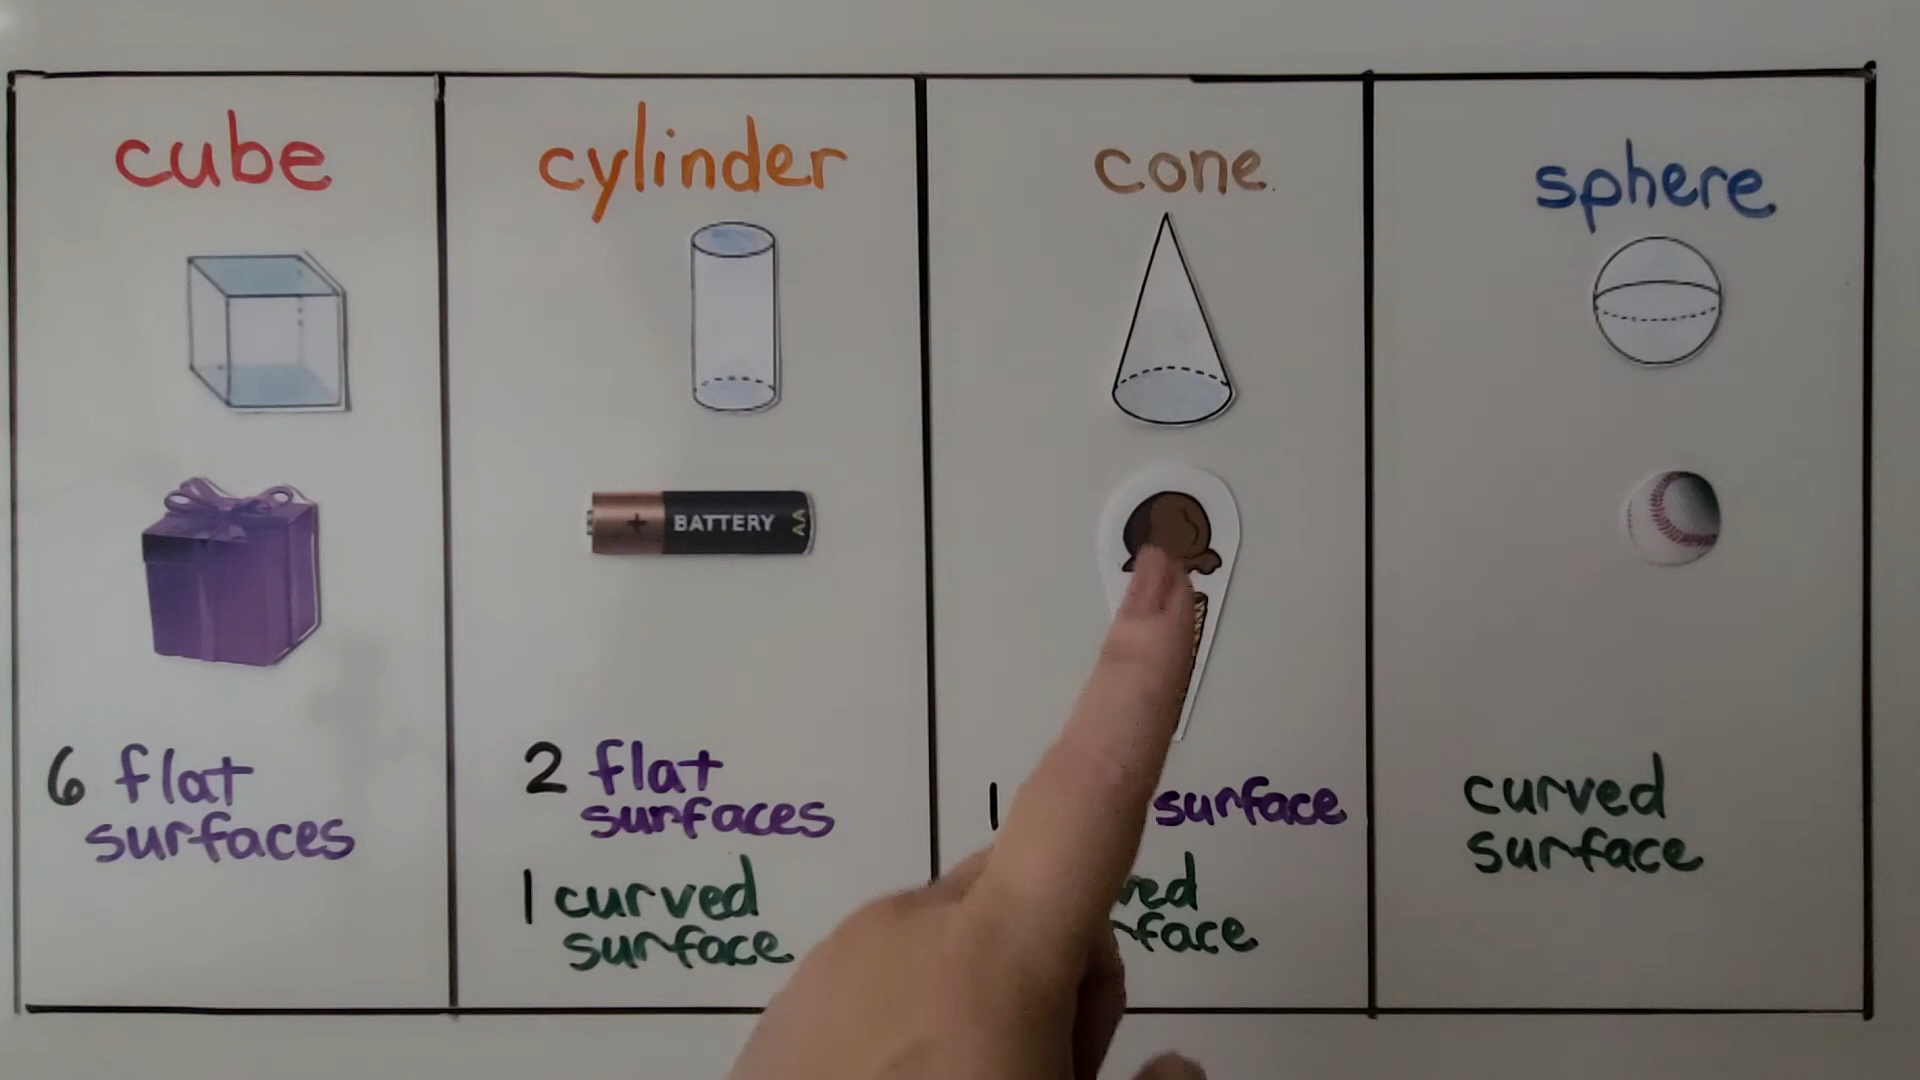 cube
cylinder
cone
sphere
+ BATTERY AA
6 flat
surfaces
2 flat
surfaces
1 curved
surface
1 surface
curved
surface